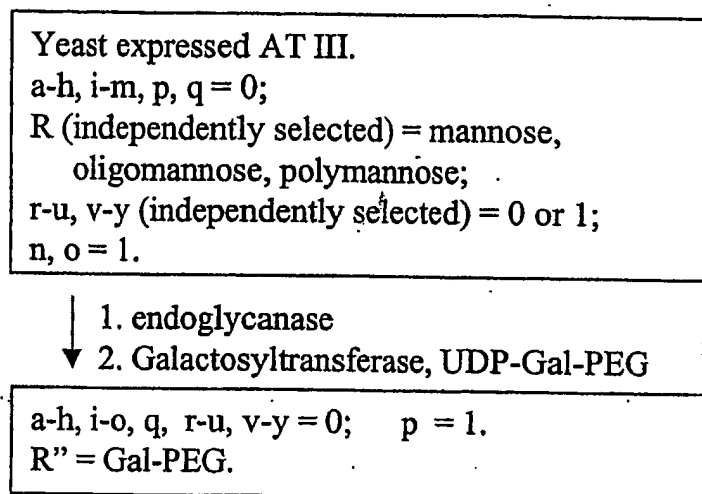 Yeast expressed AT III.
a-h, i-m, p, q = 0;
R (independently selected) = mannose,
oligomannose, polymannose;
r-u, v-y (independently selected) = 0 or 1;
n, o = 1.
1. endoglycanase
2. Galactosyltransferase, UDP-Gal-PEG
a-h, i-o, q, r-u, v-y = 0; p = 1.
R” = Gal-PEG.